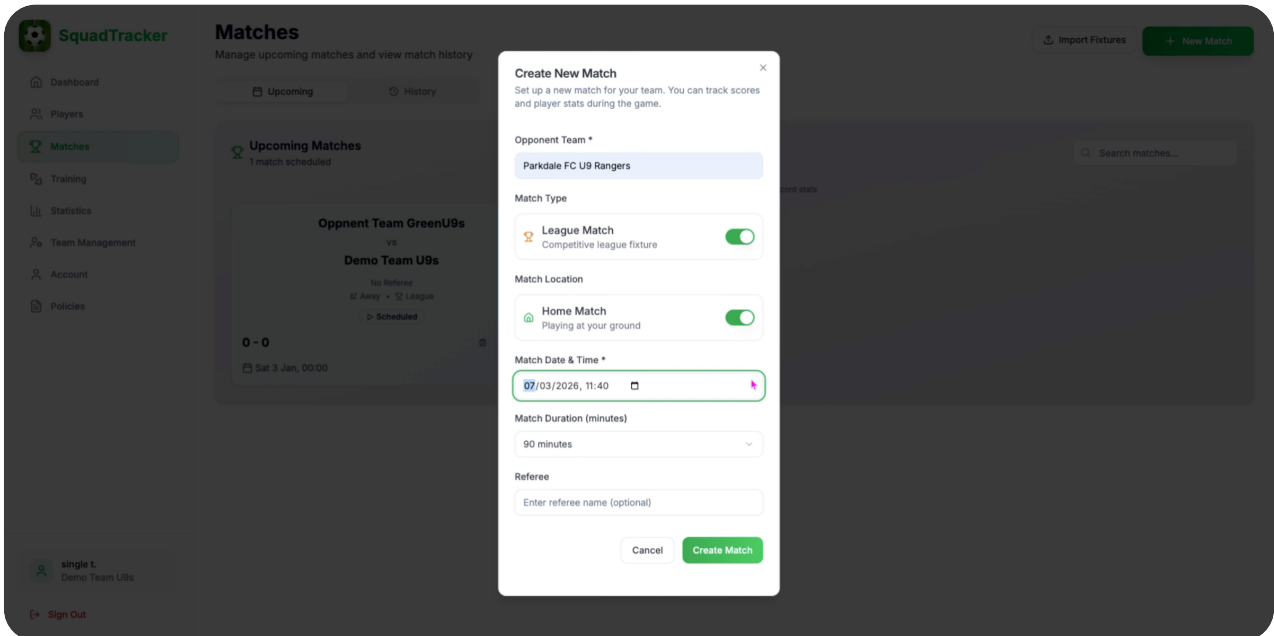 SquadTracker
Dashboard
Players
Matches
Training
Statistics
Team Management
Account
Policies
single t.
Demo Team U9s
Sign Out
Matches
Manage upcoming matches and view match history
Import Fixtures
New Match
Upcoming
History
Upcoming Matches
1 match scheduled
Search matches...
Oppnent Team GreenU9s
vs
Demo Team U9s
No Referee
Away • League
Scheduled
0 - 0
Sat 3 Jan, 00:00
Create New Match
Set up a new match for your team. You can track scores
and player stats during the game.
Opponent Team *
Parkdale FC U9 Rangers
Match Type
League Match
Competitive league fixture
Match Location
Home Match
Playing at your ground
Match Date & Time *
07/03/2026, 11:40
Match Duration (minutes)
90 minutes
Referee
Enter referee name (optional)
Cancel
Create Match